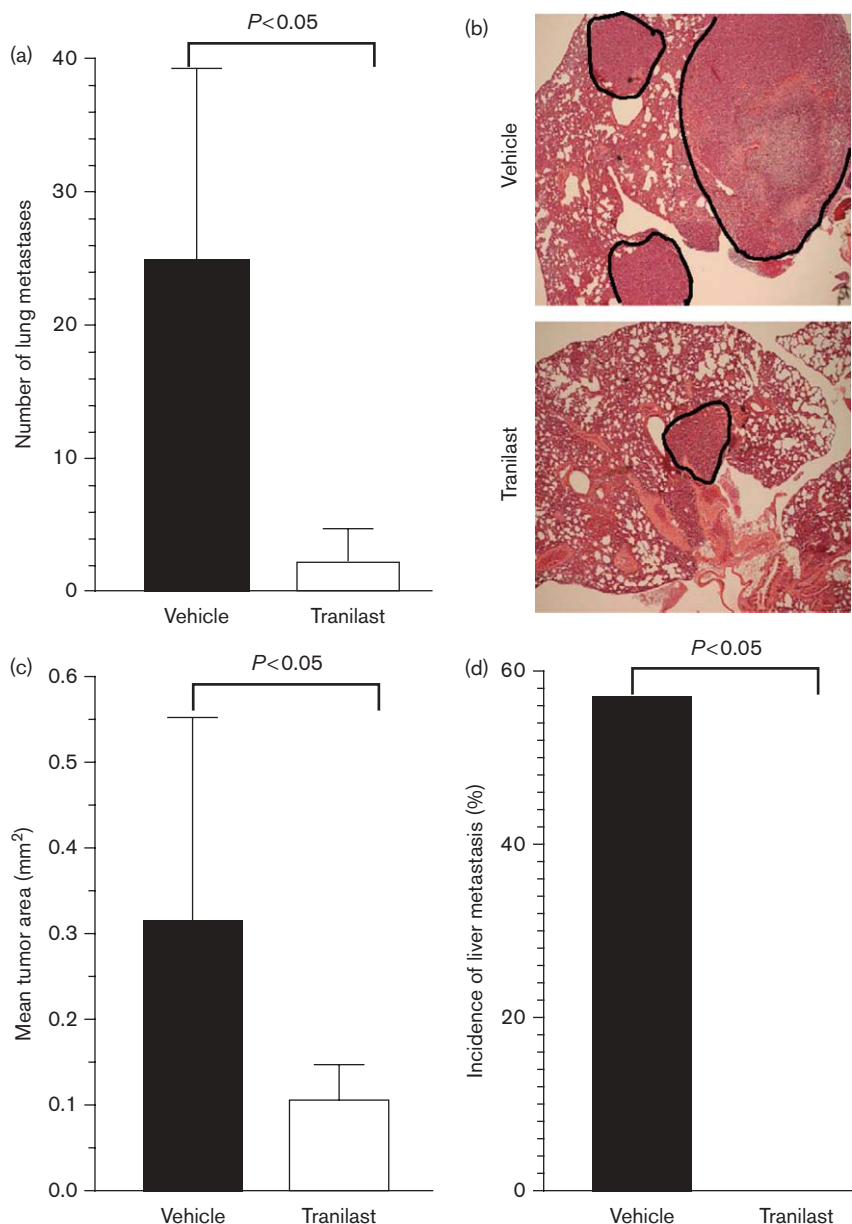 (a)
P<0.05
40
30
20
10
0
Number of lung metastases
Vehicle
Tranilast
(b)
Vehicle
Tranilast
(c)
P<0.05
0.6
0.5
0.4
0.3
0.2
0.1
0.0
Mean tumor area (mm²)
Vehicle
Tranilast
(d)
P<0.05
60
40
20
0
Incidence of liver metastasis (%)
Vehicle
Tranilast